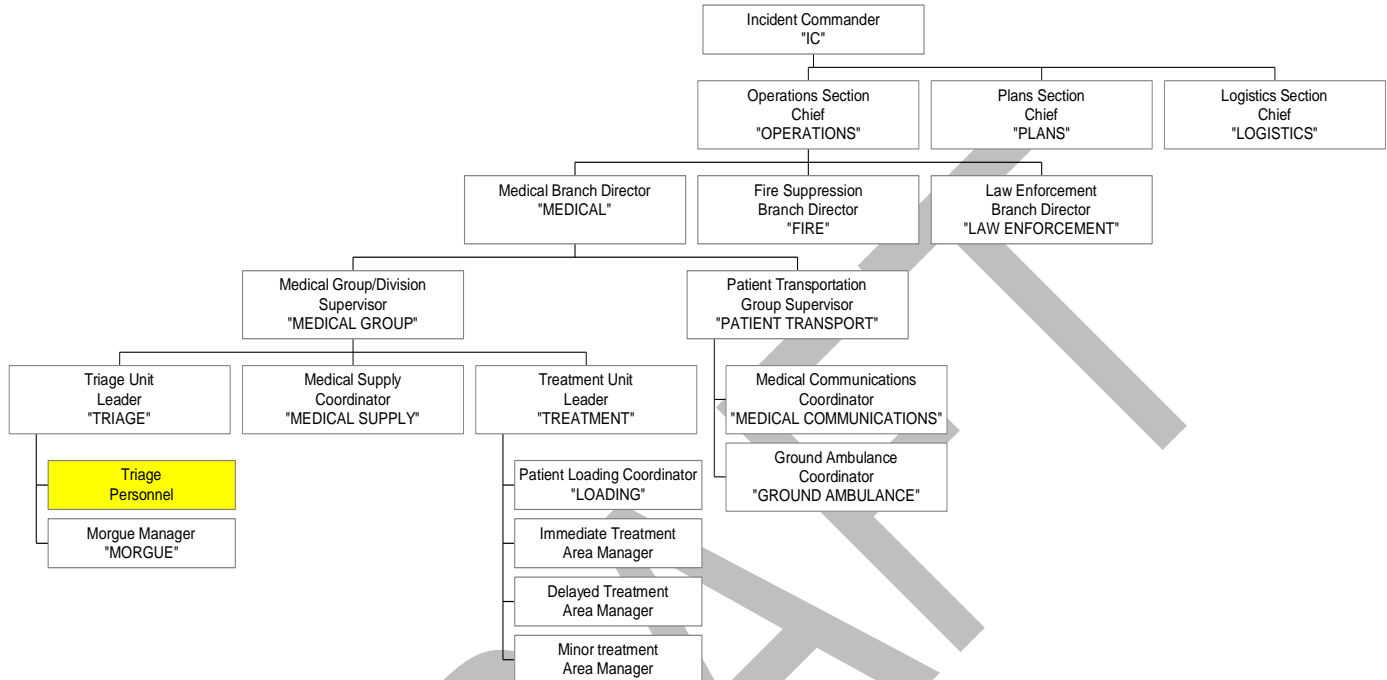 Incident Commander
"IC"
Operations Section
Chief
"OPERATIONS"
Plans Section
Chief
"PLANS"
Logistics Section
Chief
"LOGISTICS"
Medical Branch Director
"MEDICAL"
Fire Suppression
Branch Director
"FIRE"
Law Enforcement
Branch Director
"LAW ENFORCEMENT"
Medical Group/Division
Supervisor
"MEDICAL GROUP"
Patient Transportation
Group Supervisor
"PATIENT TRANSPORT"
Triage Unit
Leader
"TRIAGE"
Medical Supply
Coordinator
"MEDICAL SUPPLY"
Treatment Unit
Leader
"TREATMENT"
Medical Communications
Coordinator
"MEDICAL COMMUNICATIONS"
Ground Ambulance
Coordinator
"GROUND AMBULANCE"
Triage
Personnel
Morgue Manager
"MORGUE"
Patient Loading Coordinator
"LOADING"
Immediate Treatment
Area Manager
Delayed Treatment
Area Manager
Minor treatment
Area Manager